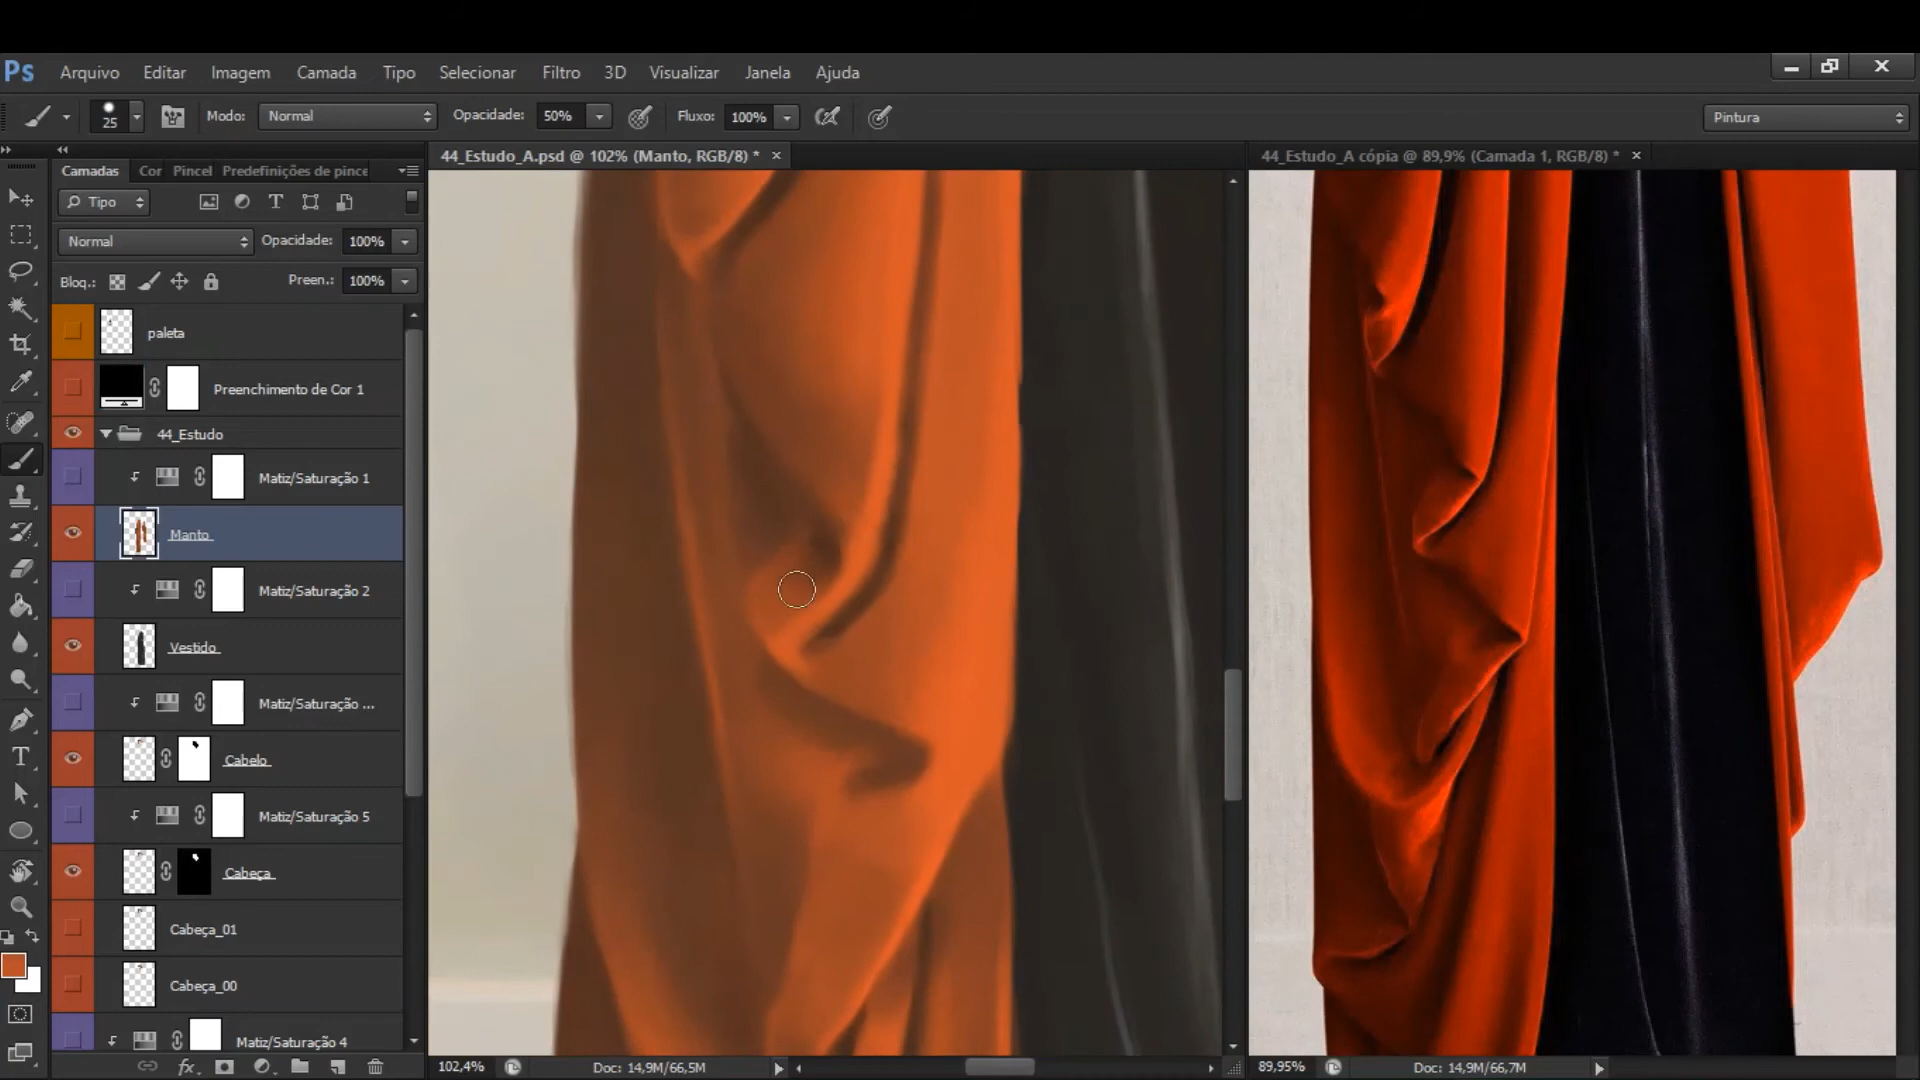 Ps Arquivo Editar Imagem Camada Tipo Selecionar Filtro 3D Visualizar Janela Ajuda
25 Modo: Normal Opacidade: 50% Fluxo: 100% Pintura
Camadas Cor Pincel Predefinições de pince
44_Estudo_A.psd @ 102% (Manto, RGB/8) *
44_Estudo_A cópia @ 89,9% (Camada 1, RGB/8) *
Tipo
Normal Opacidade: 100%
Bloq.: Preen.: 100%
paleta
Preenchimento de Cor 1
44_Estudo
Matiz/Saturação 1
Manto
Matiz/Saturação 2
Vestido
Matiz/Saturação ...
Cabelo
Matiz/Saturação 5
Cabeça
Cabeça_01
Cabeça_00
Matiz/Saturação 4
fx
T
102,4% Doc: 14,9M/66,5M
89,95% Doc: 14,9M/66,7M